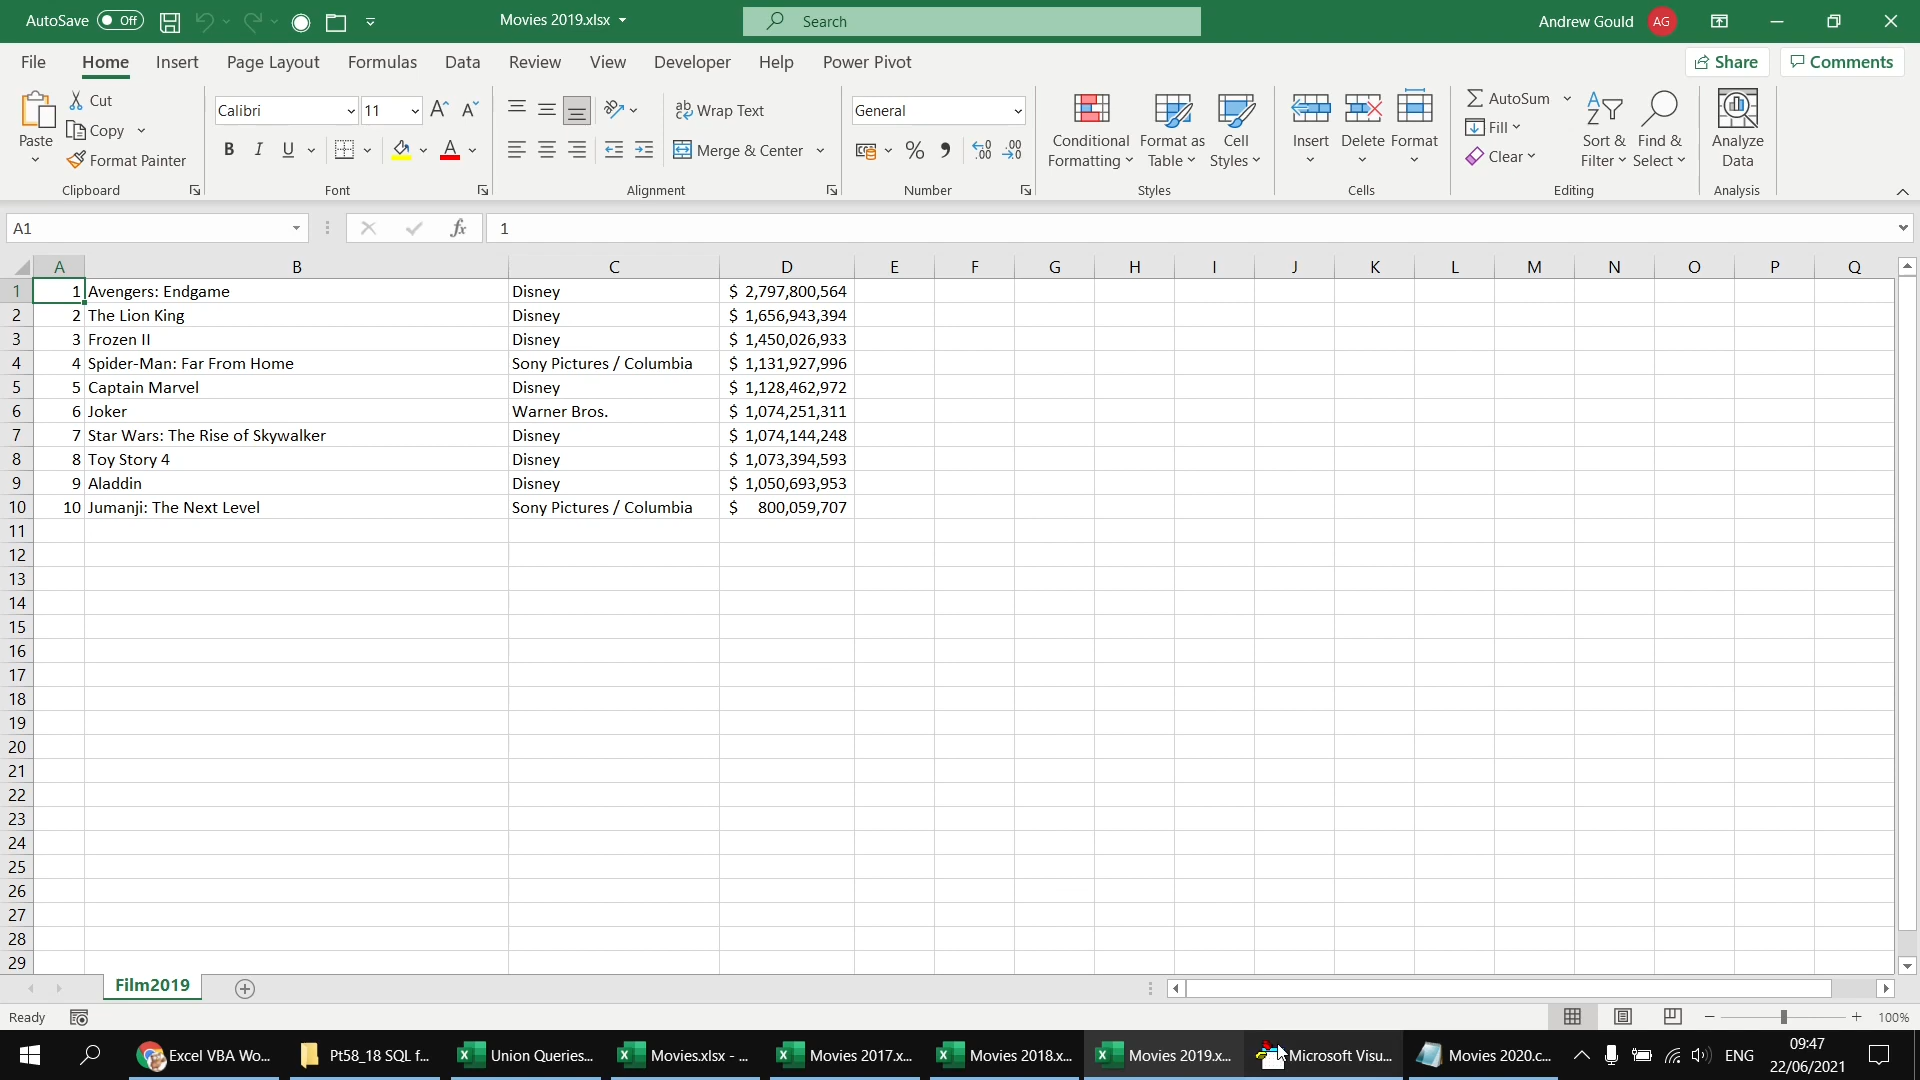 AutoSave Off Movies 2019.xlsx Search Andrew Gould AG
File Home Insert Page Layout Formulas Data Review View Developer Help Power Pivot Share Comments
Paste Cut Copy Format Painter Clipboard
Calibri 11 B I U A Font
Wrap Text Merge & Center Alignment
General % Number
Conditional Formatting Format as Table Cell Styles Styles
Insert Delete Format Cells
AutoSum Fill Clear Sort & Filter Find & Select Editing
Analyze Data Analysis
A1 fx 1
A B C D E F G H I J K L M N O P Q
1 1 Avengers: Endgame Disney $ 2,797,800,564
2 2 The Lion King Disney $ 1,656,943,394
3 3 Frozen II Disney $ 1,450,026,933
4 4 Spider-Man: Far From Home Sony Pictures / Columbia $ 1,131,927,996
5 5 Captain Marvel Disney $ 1,128,462,972
6 6 Joker Warner Bros. $ 1,074,251,311
7 7 Star Wars: The Rise of Skywalker Disney $ 1,074,144,248
8 8 Toy Story 4 Disney $ 1,073,394,593
9 9 Aladdin Disney $ 1,050,693,953
10 10 Jumanji: The Next Level Sony Pictures / Columbia $ 800,059,707
11
12
13
14
15
16
17
18
19
20
21
22
23
24
25
26
27
28
29
Film2019
Ready 100%
Excel VBA Wo... Pt58_18 SQL f... Union Queries... Movies.xlsx - ... Movies 2017.x... Movies 2018.x... Movies 2019.x... Microsoft Visu... Movies 2020.c... ENG 09:47
22/06/2021